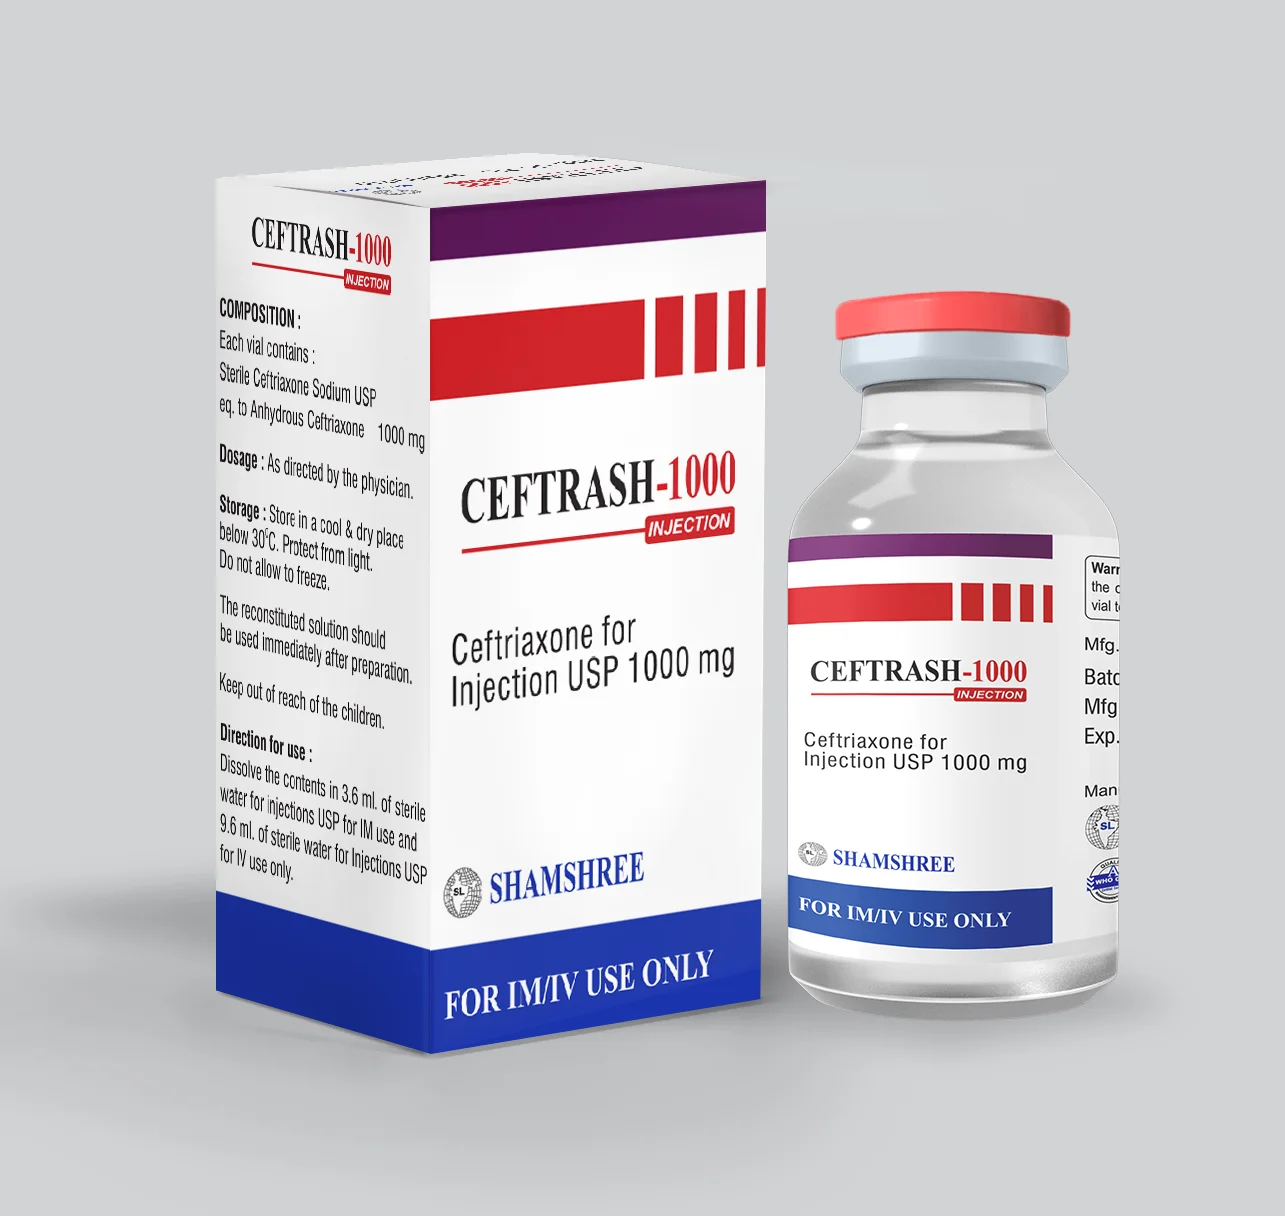 CEFTRASH-1000
INJECTION
COMPOSITION :
Each vial contains :
Sterile Ceftriaxone Sodium USP
eq. to Anhydrous Ceftriaxone 1000 mg
Dosage : As directed by the physician.
Storage : Store in a cool & dry place
below 30°C. Protect from light.
Do not allow to freeze.
The reconstituted solution should
be used immediately after preparation.
Keep out of reach of the children.
Direction for use :
Dissolve the contents in 3.6 ml. of sterile
water for injections USP for IM use and
9.6 ml. of sterile water for Injections USP
for IV use only.
CEFTRASH-1000
INJECTION
Ceftriaxone for
Injection USP 1000 mg
SL
SHAMSHREE
FOR IM/IV USE ONLY
CEFTRASH-1000
INJECTION
Ceftriaxone for
Injection USP 1000 mg
SL
SHAMSHREE
FOR IM/IV USE ONLY
the
Mfg.
Mfg
Exp.
SL
WHO